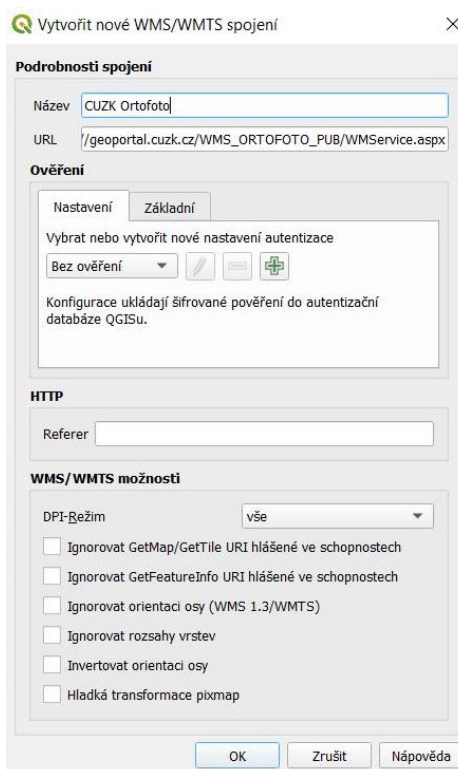 Vytvořit nové WMS/WMTS spojení
Podrobnosti spojení
Název CUZK Ortofoto
URL '/geoportal.cuzk.cz/WMS_ORTOFOTO_PUB/WMService.aspx
Ověření
Nastavení Základní
Vybrat nebo vytvořit nové nastavení autentizace
Bez ověření
Konfigurace ukládají šifrované pověření do autentizační
databáze QGISu.
HTTP
Referer
WMS/WMTS možnosti
DPI-Režim vše
Ignorovat GetMap/GetTile URI hlášené ve schopnostech
Ignorovat GetFeatureInfo URI hlášené ve schopnostech
Ignorovat orientaci osy (WMS 1.3/WMTS)
Ignorovat rozsahy vrstev
Invertovat orientaci osy
Hladká transformace pixmap
OK Zrušit Nápověda